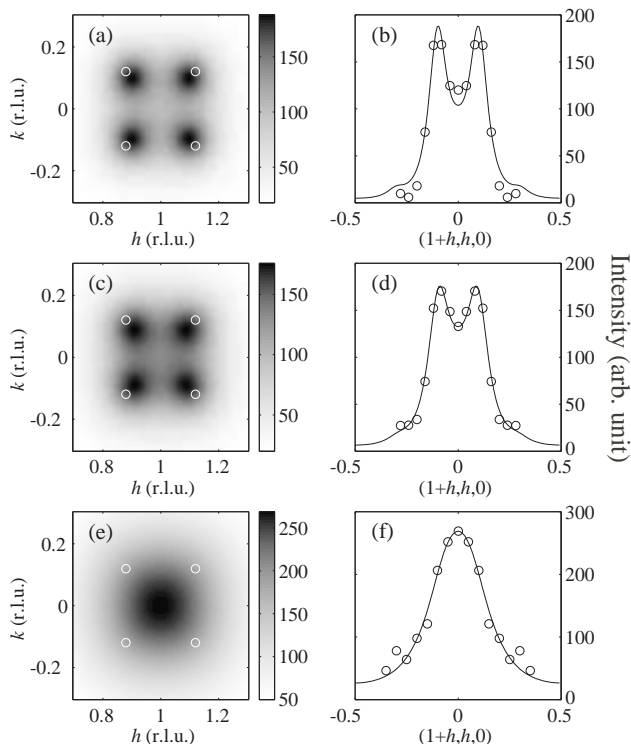 (a)
0.2
0
-0.2
k (r.l.u.)
0.8 1 1.2
h (r.l.u.)
150
100
50
(b)
200
150
100
50
0
-0.5 0 0.5
(1+h,h,0)
(c)
0.2
0
-0.2
k (r.l.u.)
0.8 1 1.2
h (r.l.u.)
150
100
50
(d)
200
150
100
50
0
-0.5 0 0.5
(1+h,h,0)
Intensity (arb. unit)
(e)
0.2
0
-0.2
k (r.l.u.)
0.8 1 1.2
h (r.l.u.)
250
200
150
100
50
(f)
300
200
100
0
-0.5 0 0.5
(1+h,h,0)